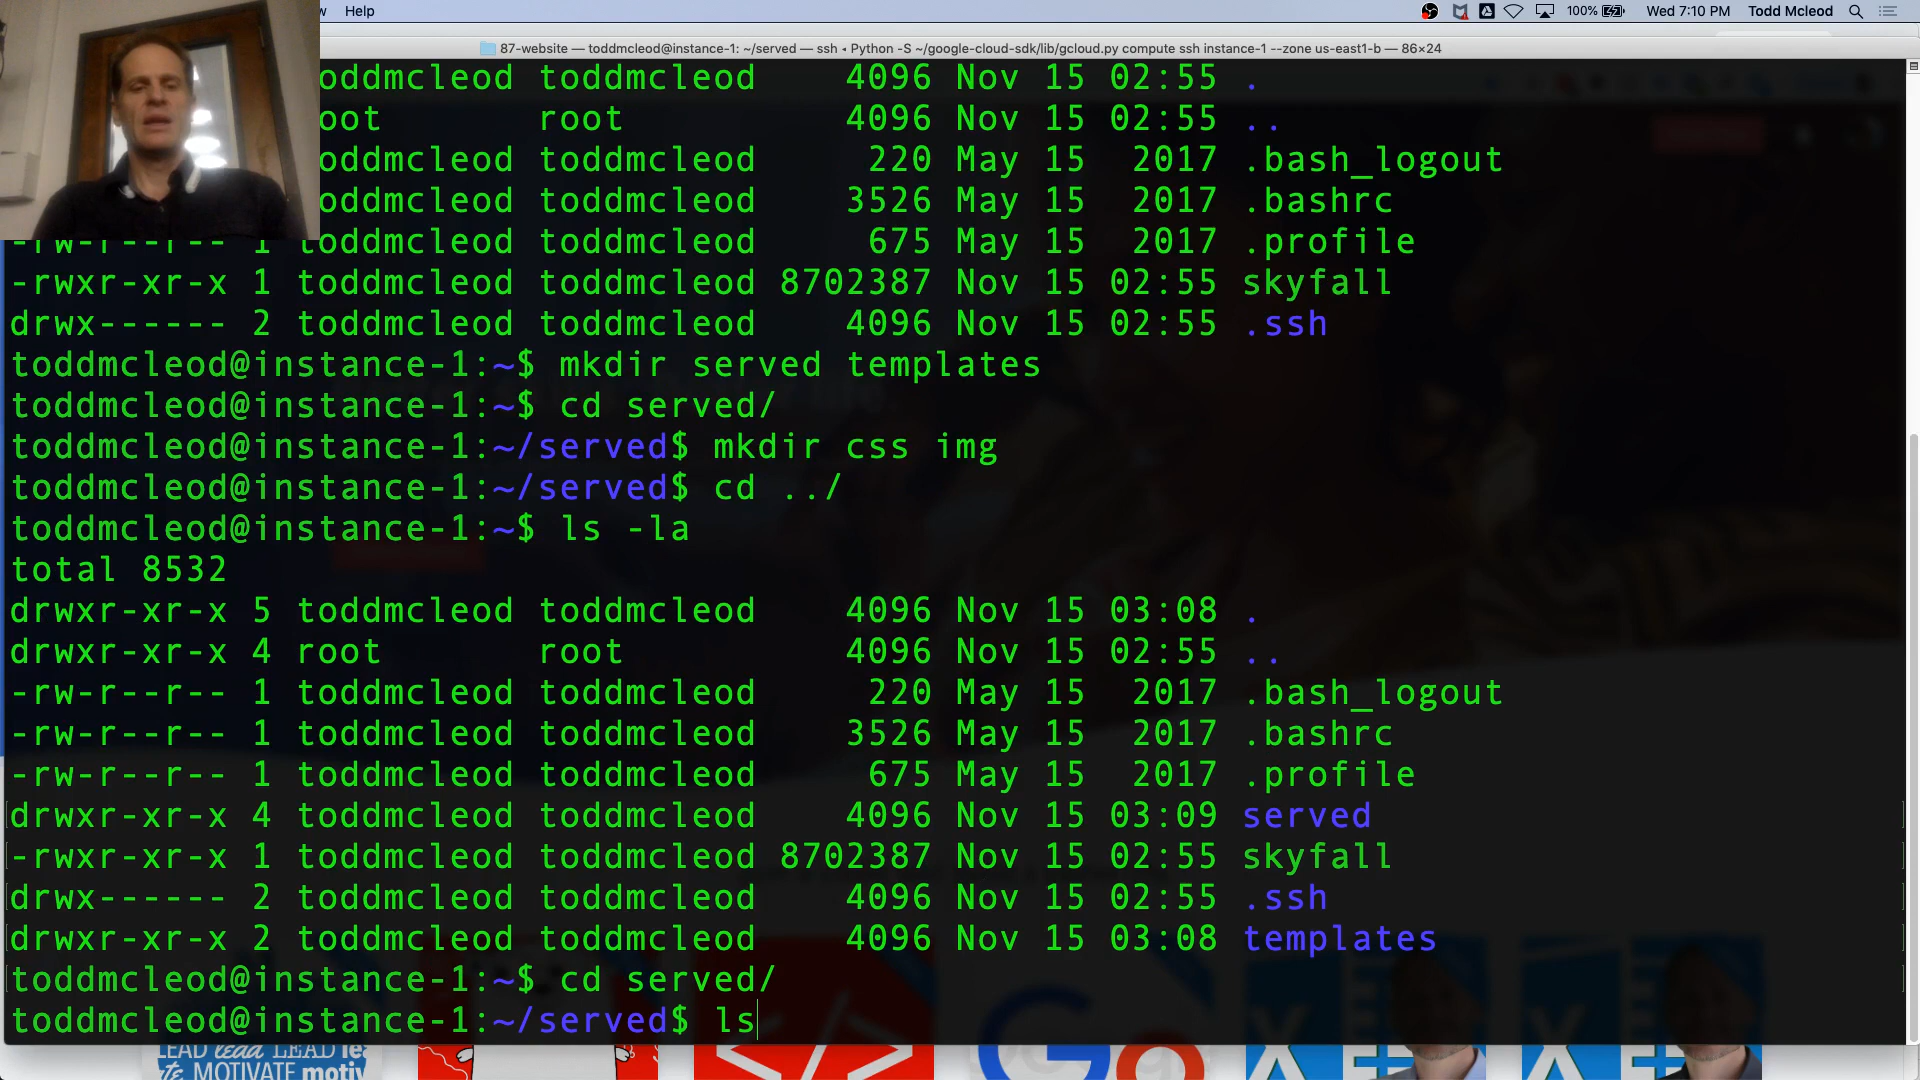 w Help 100% Wed 7:10 PM Todd Mcleod
87-website — toddmcleod@instance-1: ~/served — ssh ◂ Python -S ~/google-cloud-sdk/lib/gcloud.py compute ssh instance-1 --zone us-east1-b — 86×24
oddmcleod toddmcleod 4096 Nov 15 02:55 .
oot root 4096 Nov 15 02:55 ..
oddmcleod toddmcleod 220 May 15 2017 .bash_logout
oddmcleod toddmcleod 3526 May 15 2017 .bashrc
-rw-r--r-- 1 toddmcleod toddmcleod 675 May 15 2017 .profile
-rwxr-xr-x 1 toddmcleod toddmcleod 8702387 Nov 15 02:55 skyfall
drwx------ 2 toddmcleod toddmcleod 4096 Nov 15 02:55 .ssh
toddmcleod@instance-1:~$ mkdir served templates
toddmcleod@instance-1:~$ cd served/
toddmcleod@instance-1:~/served$ mkdir css img
toddmcleod@instance-1:~/served$ cd ../
toddmcleod@instance-1:~$ ls -la
total 8532
drwxr-xr-x 5 toddmcleod toddmcleod 4096 Nov 15 03:08 .
drwxr-xr-x 4 root root 4096 Nov 15 02:55 ..
-rw-r--r-- 1 toddmcleod toddmcleod 220 May 15 2017 .bash_logout
-rw-r--r-- 1 toddmcleod toddmcleod 3526 May 15 2017 .bashrc
-rw-r--r-- 1 toddmcleod toddmcleod 675 May 15 2017 .profile
drwxr-xr-x 4 toddmcleod toddmcleod 4096 Nov 15 03:09 served
-rwxr-xr-x 1 toddmcleod toddmcleod 8702387 Nov 15 02:55 skyfall
drwx------ 2 toddmcleod toddmcleod 4096 Nov 15 02:55 .ssh
drwxr-xr-x 2 toddmcleod toddmcleod 4096 Nov 15 03:08 templates
toddmcleod@instance-1:~$ cd served/
toddmcleod@instance-1:~/served$ ls
LEAD lead LEAD le
te MOTIVATE motiv